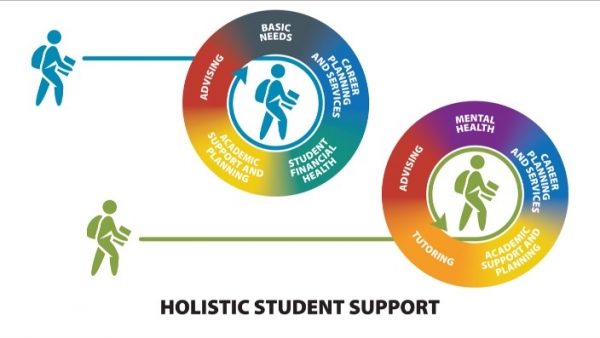 BASIC
NEEDS
CAREER
PLANNING
AND SERVICES
STUDENT
FINANCIAL
HEALTH
ACADEMIC
SUPPORT AND
PLANNING
ADVISING
MENTAL
HEALTH
CAREER
PLANNING
AND SERVICES
ACADEMIC
SUPPORT AND
PLANNING
TUTORING
ADVISING
HOLISTIC STUDENT SUPPORT